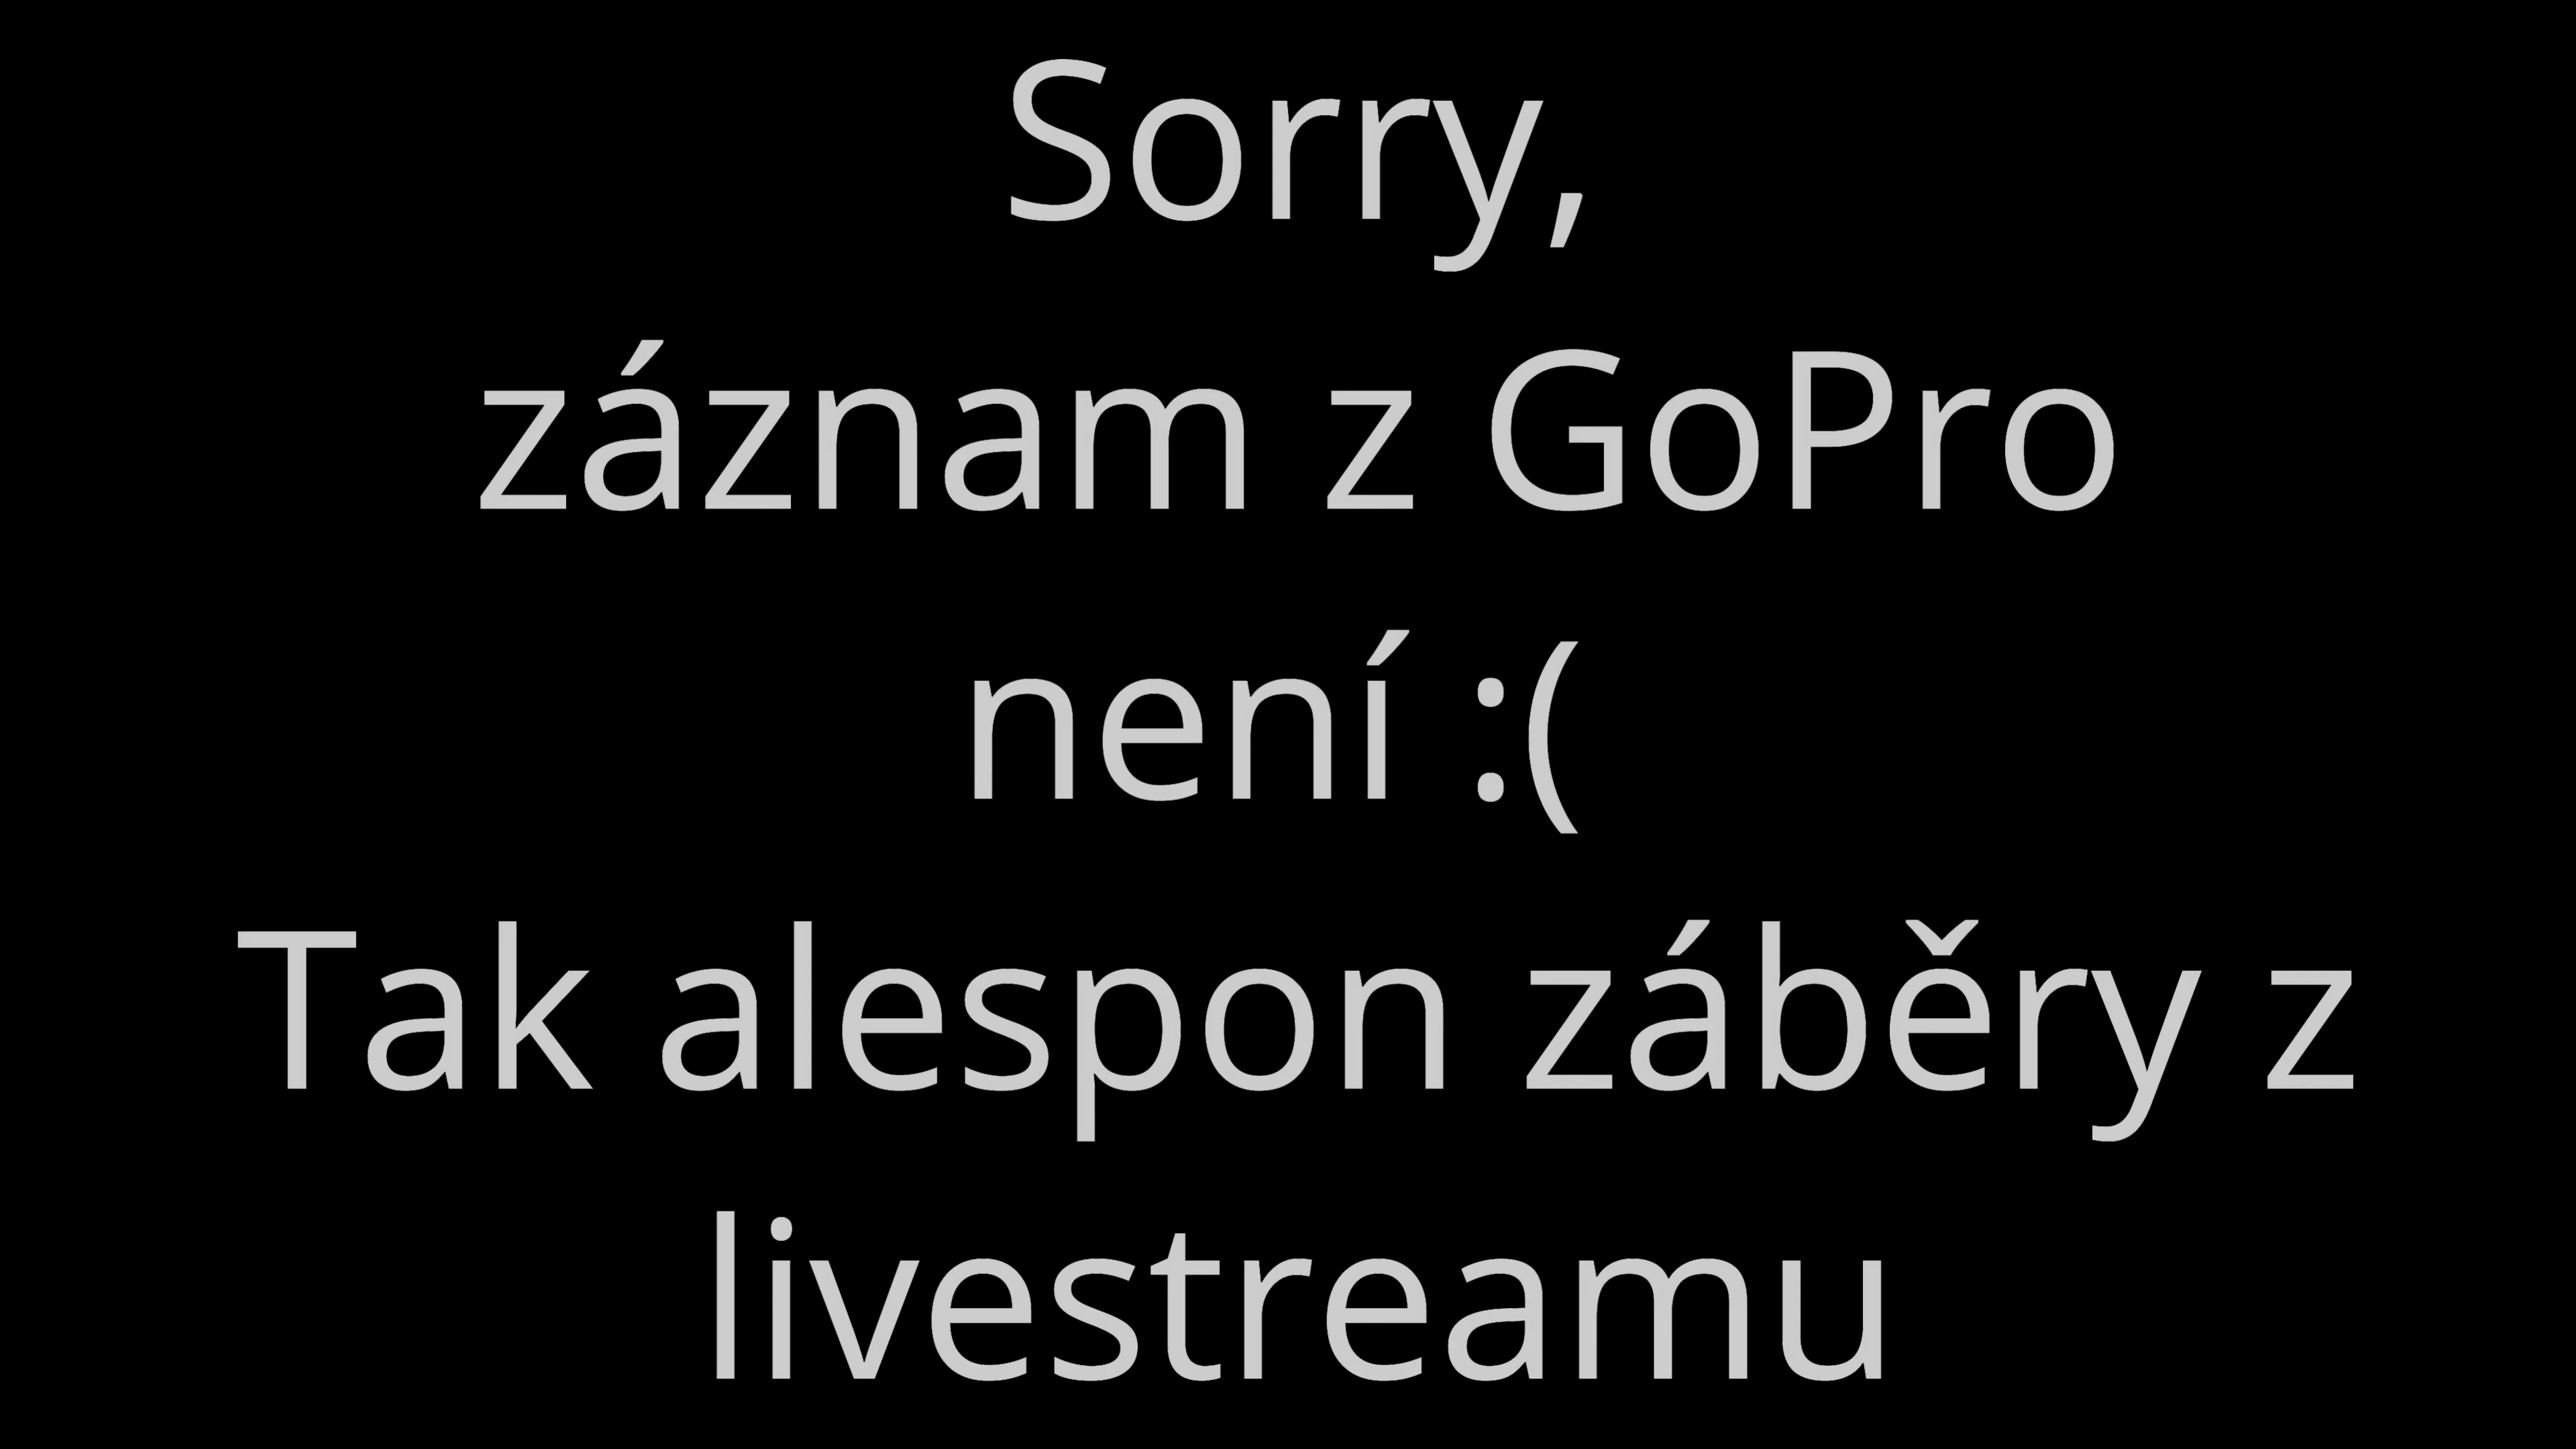 Sorry,
záznam z GoPro
není :(
Tak alespon záběry z
livestreamu